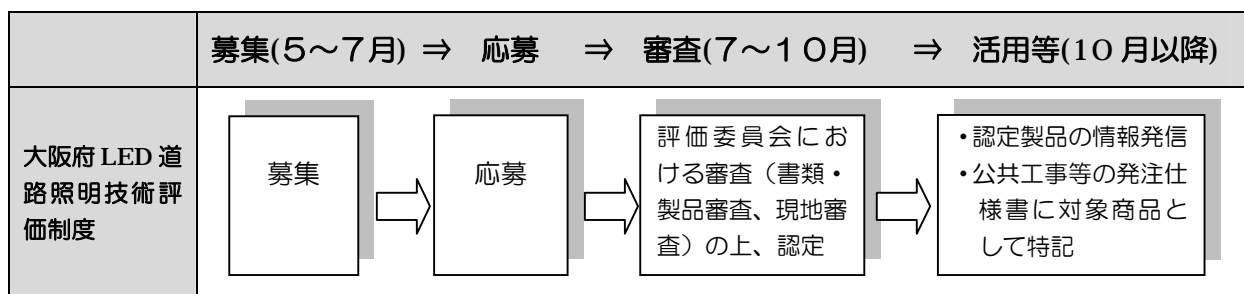 募集(５～７月) ⇒ 応募 ⇒ 審査(７～１０月) ⇒ 活用等(10月以降)
大阪府 LED 道
路照明技術評
価制度
募集
応募
評価委員会にお
ける審査（書類・
製品審査、現地審
査）の上、認定
・認定製品の情報発信
・公共工事等の発注仕
様書に対象商品と
して特記